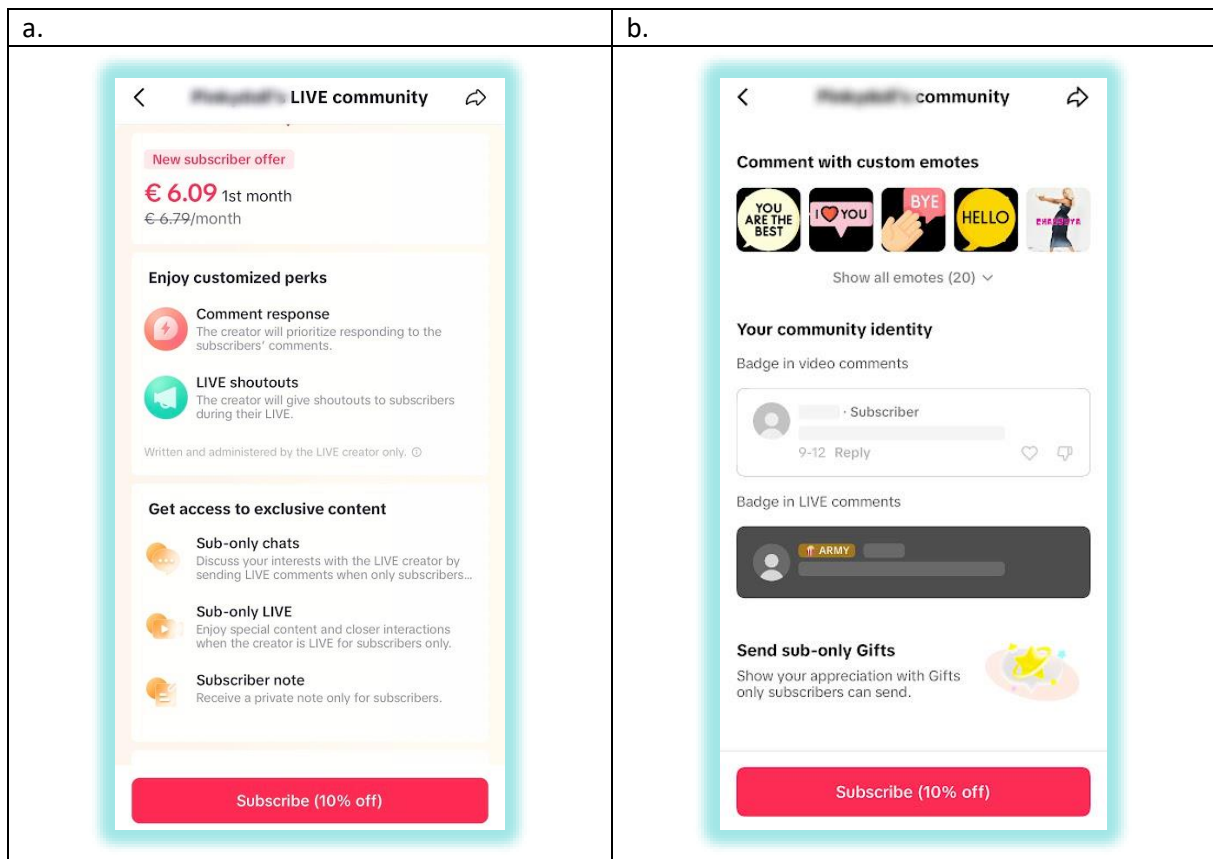 a.
LIVE community
New subscriber offer
€ 6.09 1st month
€ 6.79/month
Enjoy customized perks
Comment response
The creator will prioritize responding to the
subscribers' comments.
LIVE shoutouts
The creator will give shoutouts to subscribers
during their LIVE.
Written and administered by the LIVE creator only.
Get access to exclusive content
Sub-only chats
Discuss your interests with the LIVE creator by
sending LIVE comments when only subscribers...
Sub-only LIVE
Enjoy special content and closer interactions
when the creator is LIVE for subscribers only.
Subscriber note
Receive a private note only for subscribers.
Subscribe (10% off)
b.
community
Comment with custom emotes
YOU
ARE THE
BEST
I ❤ YOU
BYE
HELLO
Show all emotes (20)
Your community identity
Badge in video comments
· Subscriber
9-12 Reply
Badge in LIVE comments
ARMY
Send sub-only Gifts
Show your appreciation with Gifts
only subscribers can send.
Subscribe (10% off)